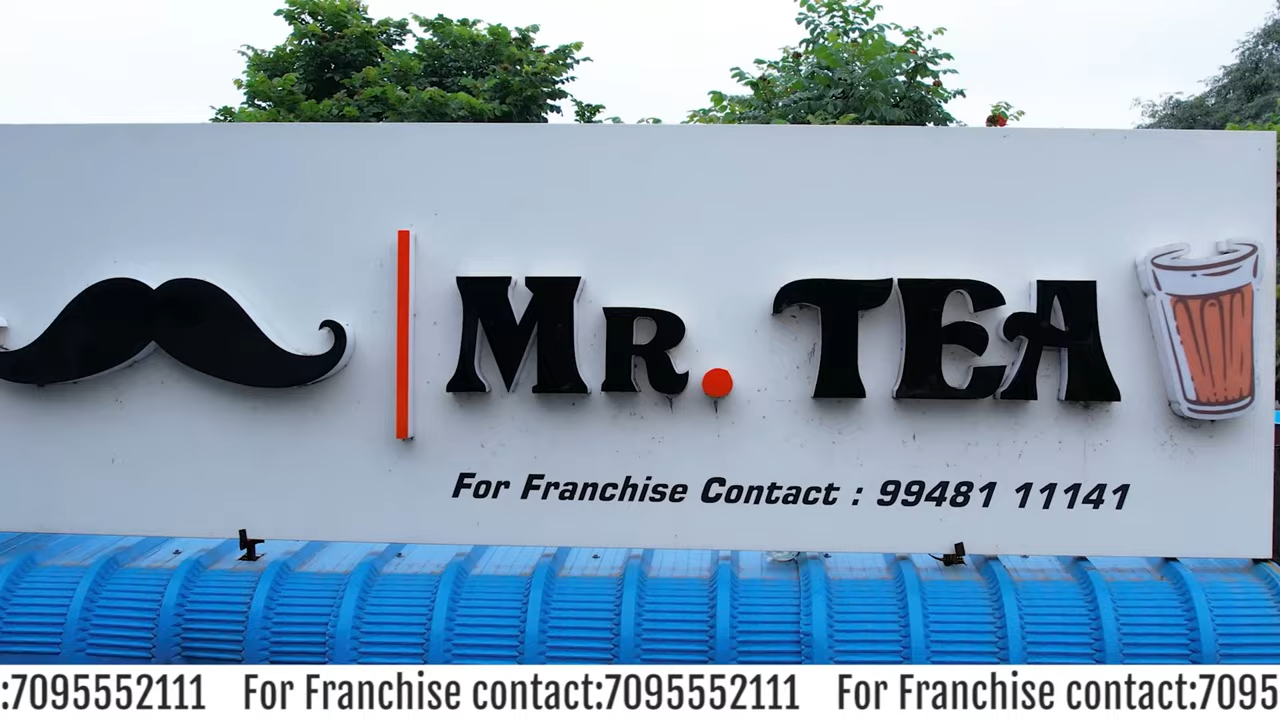 MR. TEA
For Franchise Contact : 99481 11141
:7095552111 For Franchise contact:7095552111 For Franchise contact:7095